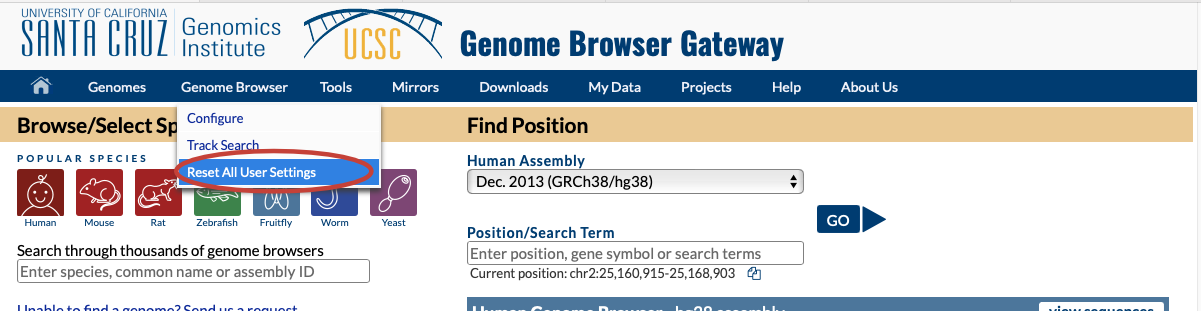 UNIVERSITY OF CALIFORNIA
SANTA CRUZ
Genomics
Institute
UCSC
Genome Browser Gateway
Genomes
Genome Browser
Tools
Mirrors
Downloads
My Data
Projects
Help
About Us
Configure
Track Search
Reset All User Settings
Browse/Select Sp
POPULAR SPECIES
Human
Mouse
Rat
Zebrafish
Fruitfly
Worm
Yeast
Search through thousands of genome browsers
Enter species, common name or assembly ID
Unable to find a genome? Send us a request
Find Position
Human Assembly
Dec. 2013 (GRCh38/hg38)
GO
Position/Search Term
Enter position, gene symbol or search terms
Current position: chr2:25,160,915-25,168,903
Human Genome Browser - hg38 assembly
view sequences